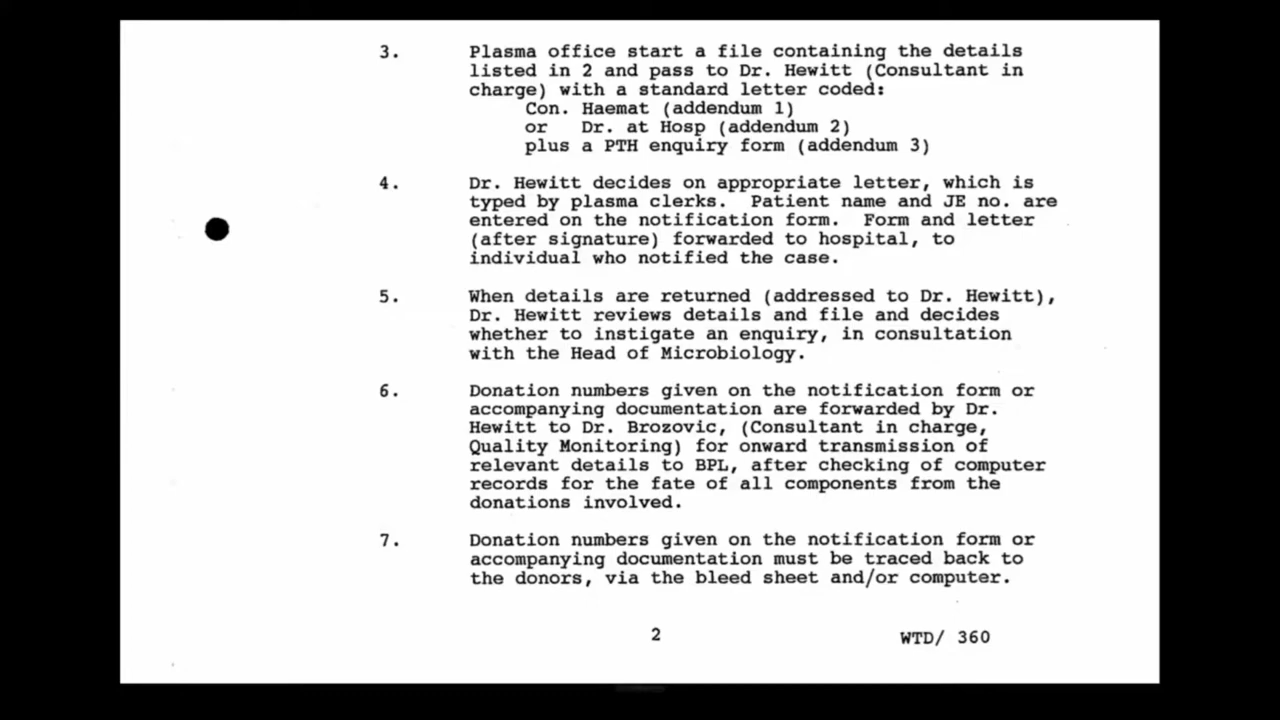 3. Plasma office start a file containing the details
listed in 2 and pass to Dr. Hewitt (Consultant in
charge) with a standard letter coded:
Con. Haemat (addendum 1)
or Dr. at Hosp (addendum 2)
plus a PTH enquiry form (addendum 3)
4. Dr. Hewitt decides on appropriate letter, which is
typed by plasma clerks. Patient name and JE no. are
entered on the notification form. Form and letter
(after signature) forwarded to hospital, to
individual who notified the case.
5. When details are returned (addressed to Dr. Hewitt),
Dr. Hewitt reviews details and file and decides
whether to instigate an enquiry, in consultation
with the Head of Microbiology.
6. Donation numbers given on the notification form or
accompanying documentation are forwarded by Dr.
Hewitt to Dr. Brozovic, (Consultant in charge,
Quality Monitoring) for onward transmission of
relevant details to BPL, after checking of computer
records for the fate of all components from the
donations involved.
7. Donation numbers given on the notification form or
accompanying documentation must be traced back to
the donors, via the bleed sheet and/or computer.
2 WTD/ 360